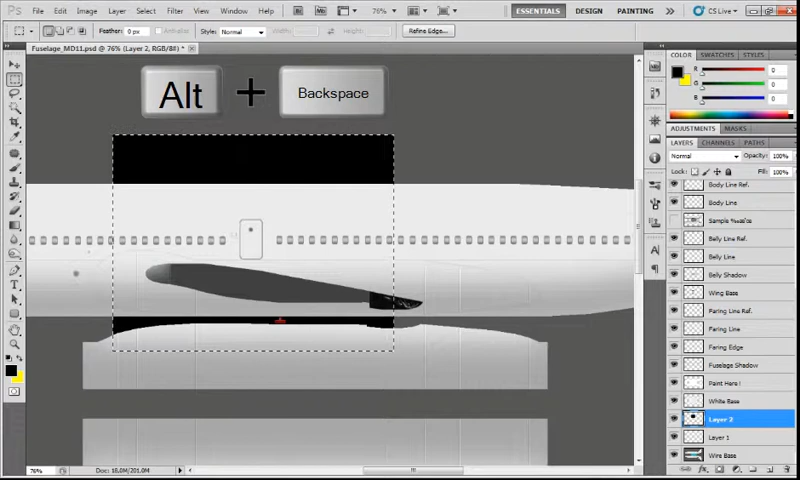 Ps File Edit Image Layer Select Filter Analysis 3D View Window Help 76% ESSENTIALS DESIGN PAINTING CS Live
Feather: 0 px Anti-alias Style: Normal Width: Height: Refine Edge...
Fuselage_MD11.psd @ 76% (Layer 2, RGB/8#) *
Alt + Backspace
COLOR SWATCHES STYLES
R 0
G 0
B 0
ADJUSTMENTS MASKS
LAYERS CHANNELS PATHS
Normal Opacity: 100%
Lock: Fill: 100%
Body Line Ref.
Body Line
Belly Line Ref.
Belly Line
Belly Shadow
Wing Base
Faring Line Ref.
Faring Line
Faring Edge
Fuselage Shadow
Paint Here !
White Base
Layer 2
Layer 1
Wire Base
76% Doc: 18,0M/201,0M